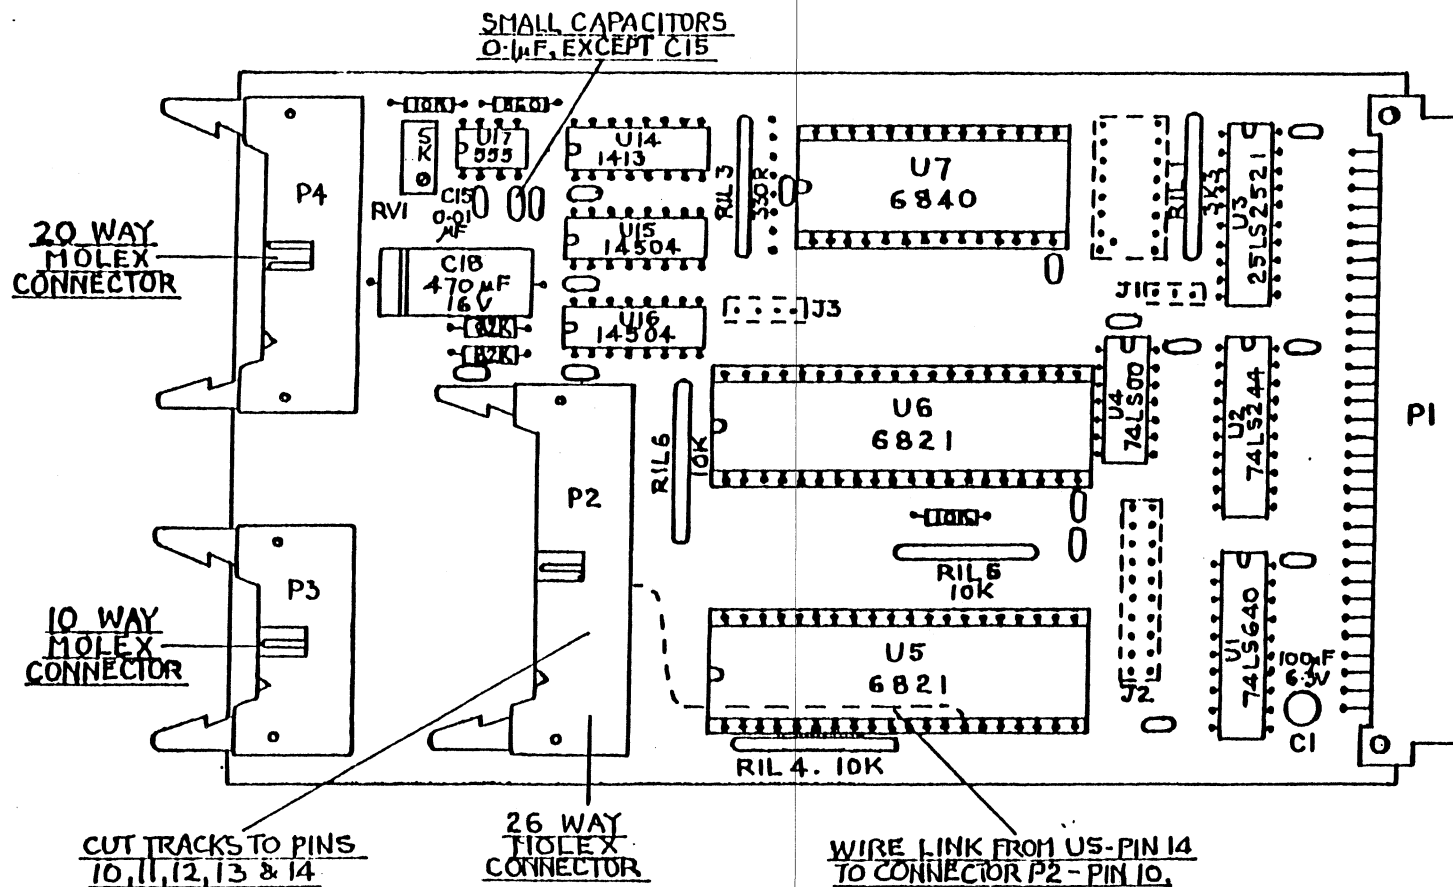 SMALL CAPACITORS
0.1µF, EXCEPT C15
10K
U17
555
5
K
RV1
C15
0.01
µF
C18
470 µF
16V
82K
U14
1413
U15
14504
U16
14504
RIL 3
330R
J3
U7
6840
RIL 1
3K3
J1
U3
25LS2521
P4
20 WAY
MOLEX
CONNECTOR
P2
RIL6
10K
U6
6821
U4
74LS00
U2
74LS244
P1
10K
RIL 5
10K
P3
10 WAY
MOLEX
CONNECTOR
U5
6821
J2
U1
74LS640
100µF
6.3V
C1
RIL 4. 10K
CUT TRACKS TO PINS
10,11,12,13 & 14
26 WAY
MOLEX
CONNECTOR
WIRE LINK FROM U5-PIN 14
TO CONNECTOR P2-PIN 10.